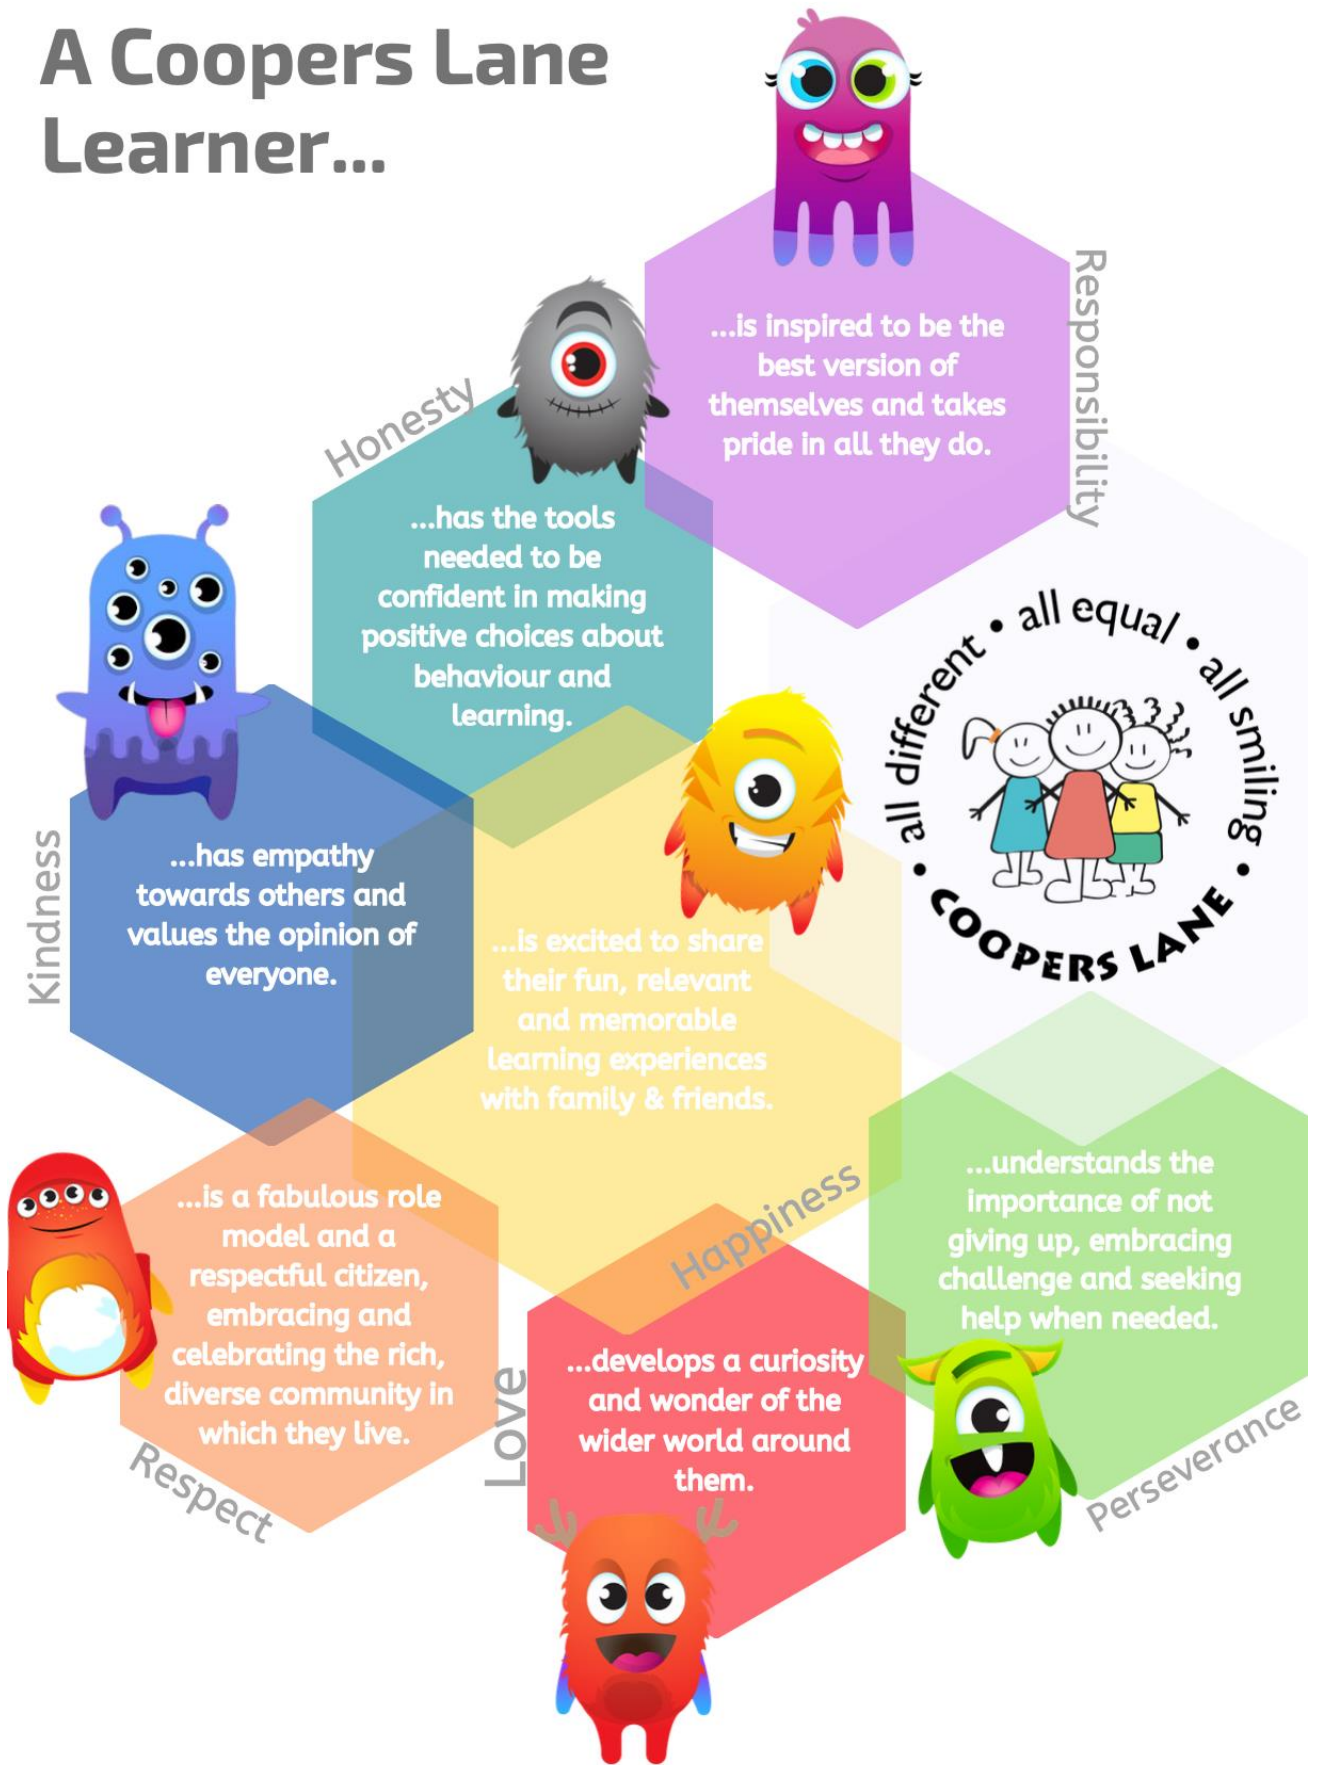 A Coopers Lane
Learner...
Responsibility
...is inspired to be the
best version of
themselves and takes
pride in all they do.
Honesty
...has the tools
needed to be
confident in making
positive choices about
behaviour and
learning.
• all different • all equal • all smiling •
COOPERS LANE
Kindness
...has empathy
towards others and
values the opinion of
everyone.
...is excited to share
their fun, relevant
and memorable
learning experiences
with family & friends.
Happiness
...understands the
importance of not
giving up, embracing
challenge and seeking
help when needed.
Perseverance
...is a fabulous role
model and a
respectful citizen,
embracing and
celebrating the rich,
diverse community in
which they live.
Respect
Love
...develops a curiosity
and wonder of the
wider world around
them.